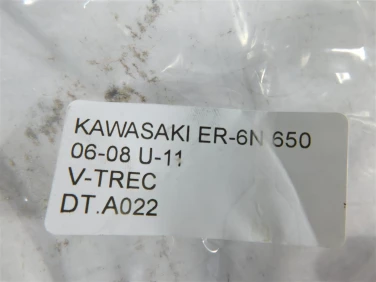 KAWASAKI ER-6N 650
06-08 U-11
V-TREC
DT.A022